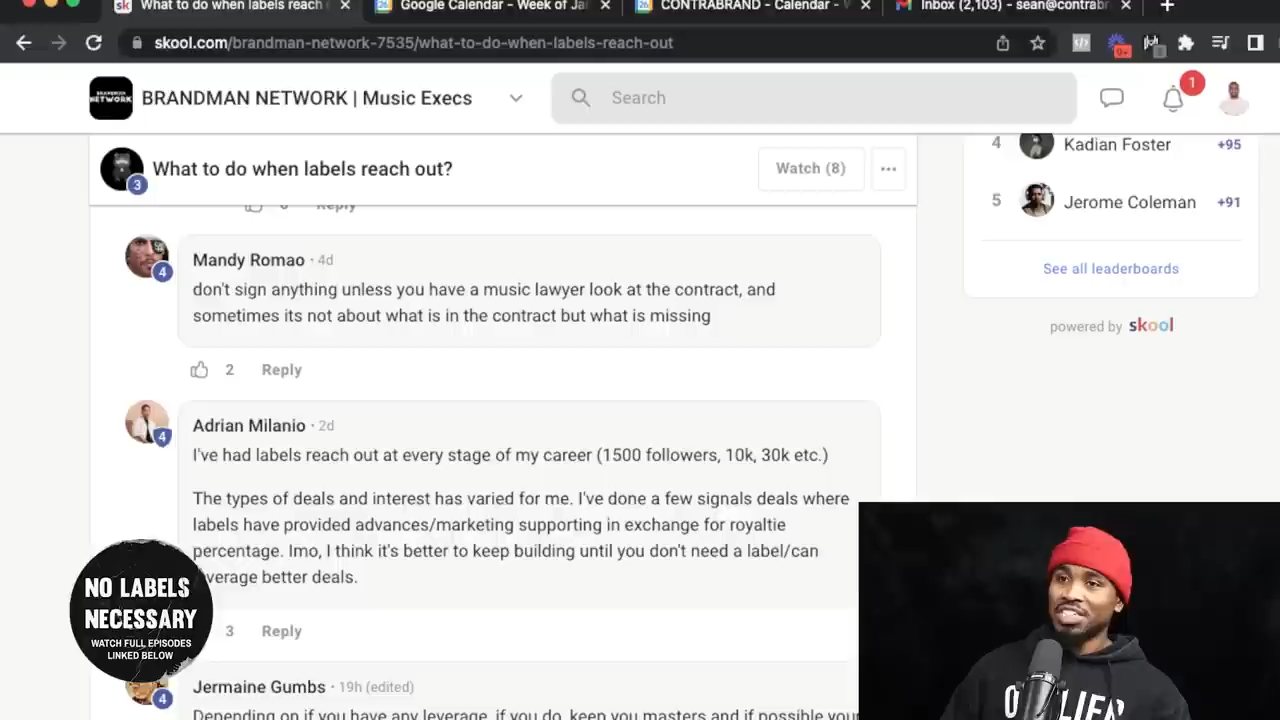 What to do when labels reach
Google Calendar - Week of Ja
CONTRABRAND - Calendar -
Inbox (2,103) - sean@contrabr
skool.com/brandman-network-7535/what-to-do-when-labels-reach-out
BRANDMAN NETWORK | Music Execs
Search
1
What to do when labels reach out?
3
Watch (8)
4 Kadian Foster +95
5 Jerome Coleman +91
See all leaderboards
powered by skool
Reply
Mandy Romao · 4d
4
don't sign anything unless you have a music lawyer look at the contract, and
sometimes its not about what is in the contract but what is missing
2 Reply
Adrian Milanio · 2d
4
I've had labels reach out at every stage of my career (1500 followers, 10k, 30k etc.)
The types of deals and interest has varied for me. I've done a few signals deals where
labels have provided advances/marketing supporting in exchange for royaltie
percentage. Imo, I think it's better to keep building until you don't need a label/can
verage better deals.
3 Reply
Jermaine Gumbs · 19h (edited)
4
Depending on if you have any leverage, if you do, keep you masters and if possible your
NO LABELS
NECESSARY
WATCH FULL EPISODES
LINKED BELOW